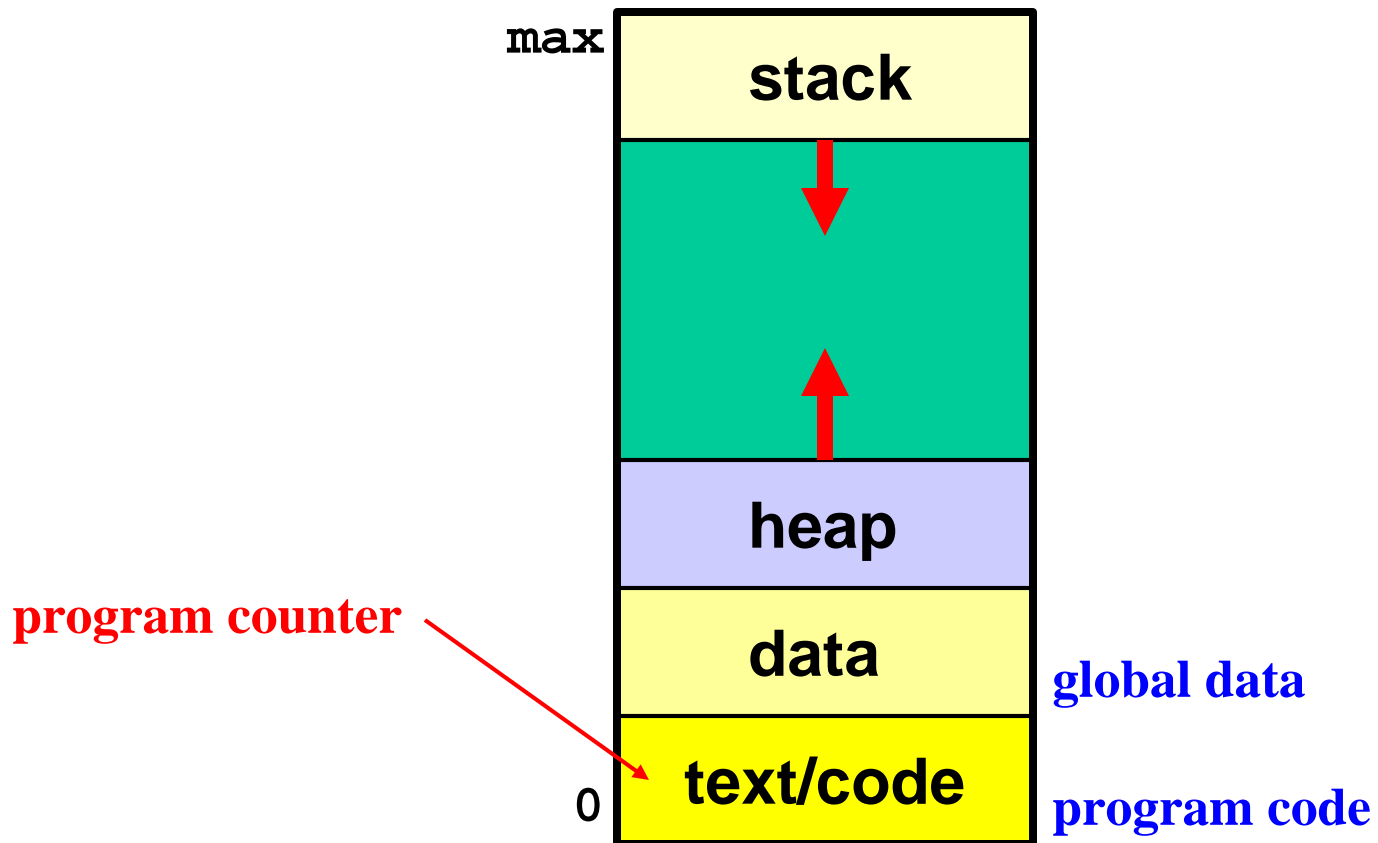 max
stack
heap
program counter
data
global data
text/code
0
program code